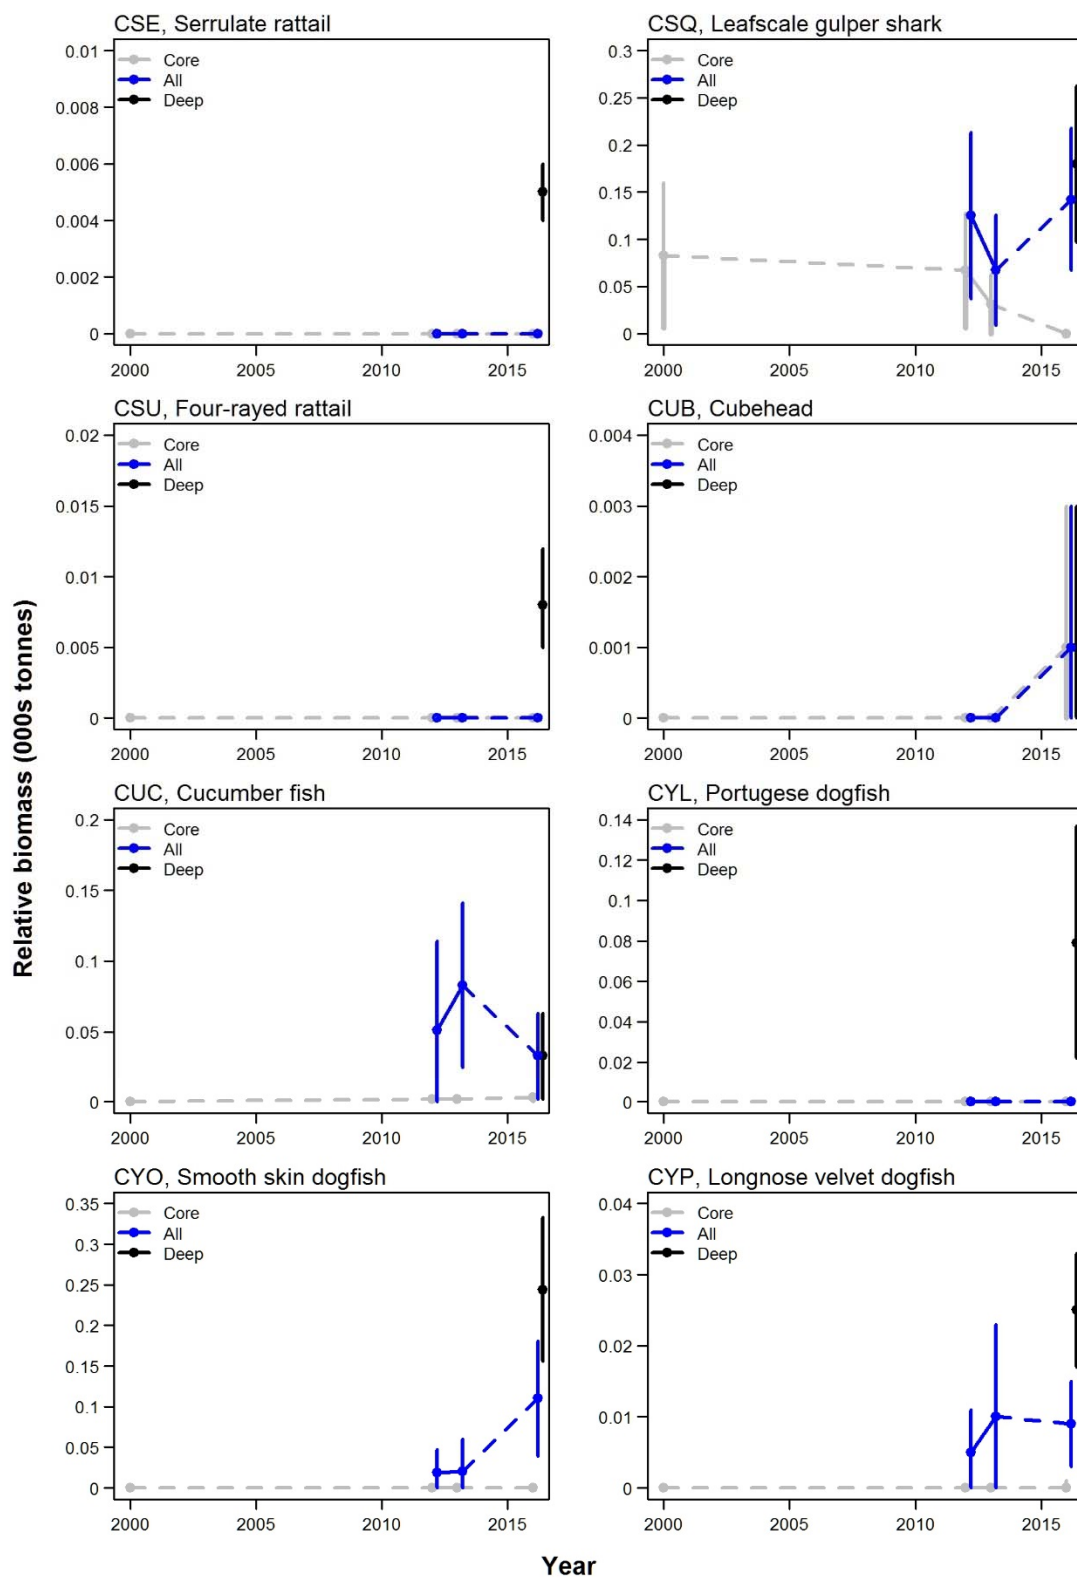 CSE, Serrulate rattail
0.01
0.008
0.006
0.004
0.002
0
Core
All
Deep
2000 2005 2010 2015
CSQ, Leafscale gulper shark
0.3
0.25
0.2
0.15
0.1
0.05
0
Core
All
Deep
2000 2005 2010 2015
CSU, Four-rayed rattail
0.02
0.015
0.01
0.005
0
Core
All
Deep
2000 2005 2010 2015
CUB, Cubehead
0.004
0.003
0.002
0.001
0
Core
All
Deep
2000 2005 2010 2015
CUC, Cucumber fish
0.2
0.15
0.1
0.05
0
Core
All
Deep
2000 2005 2010 2015
CYL, Portugese dogfish
0.14
0.12
0.1
0.08
0.06
0.04
0.02
0
Core
All
Deep
2000 2005 2010 2015
CYO, Smooth skin dogfish
0.35
0.3
0.25
0.2
0.15
0.1
0.05
0
Core
All
Deep
2000 2005 2010 2015
CYP, Longnose velvet dogfish
0.04
0.03
0.02
0.01
0
Core
All
Deep
2000 2005 2010 2015
Relative biomass (000s tonnes)
Year